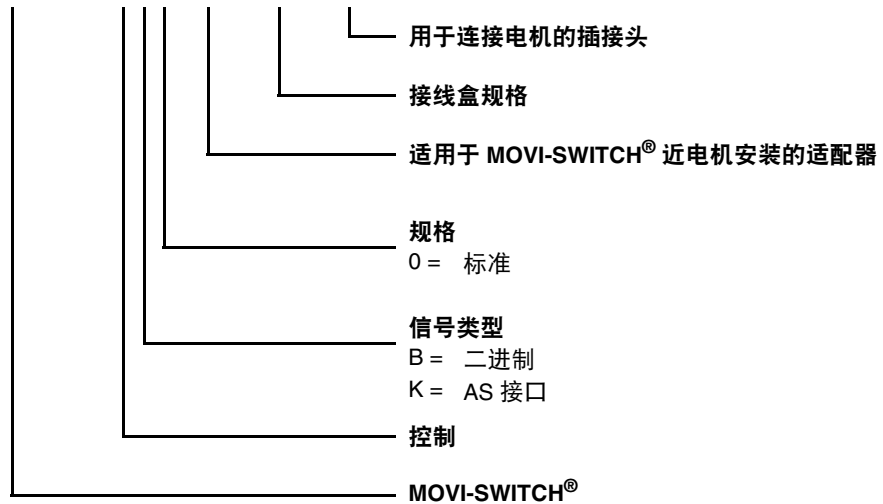 用于连接电机的插接头
接线盒规格
适用于 MOVI-SWITCH® 近电机安装的适配器
规格
0 = 标准
信号类型
B = 二进制
K = AS 接口
控制
MOVI-SWITCH®